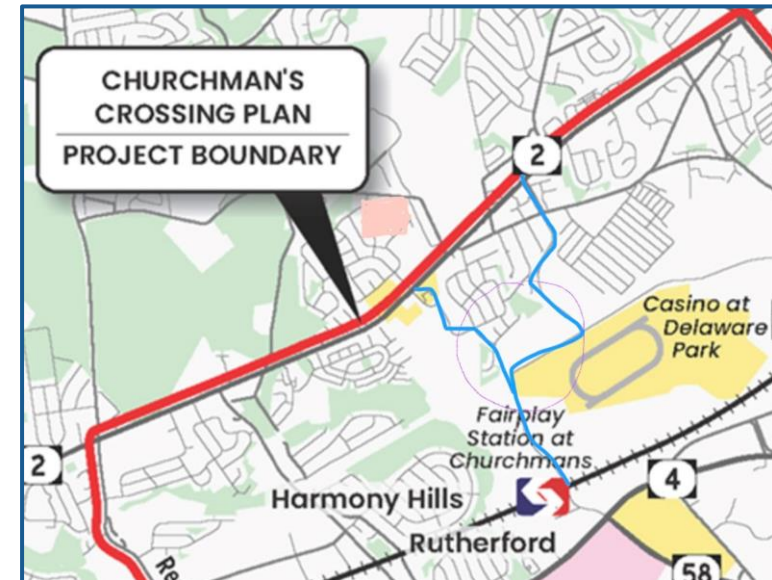 CHURCHMAN'S
CROSSING PLAN
PROJECT BOUNDARY
2
Casino at
Delaware
Park
Fairplay
Station at
Churchmans
2
4
Harmony Hills
Rutherford
58